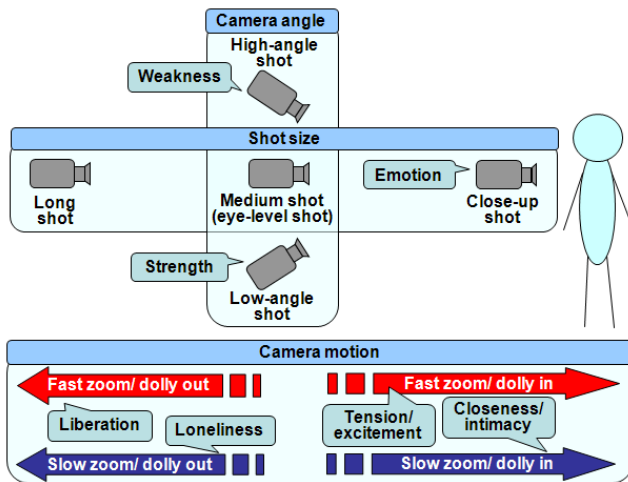 Camera angle
High-angle
shot
Weakness
Shot size
Long
shot
Medium shot
(eye-level shot)
Emotion
Close-up
shot
Strength
Low-angle
shot
Camera motion
Fast zoom/ dolly out
Fast zoom/ dolly in
Liberation
Loneliness
Tension/
excitement
Closeness/
intimacy
Slow zoom/ dolly out
Slow zoom/ dolly in